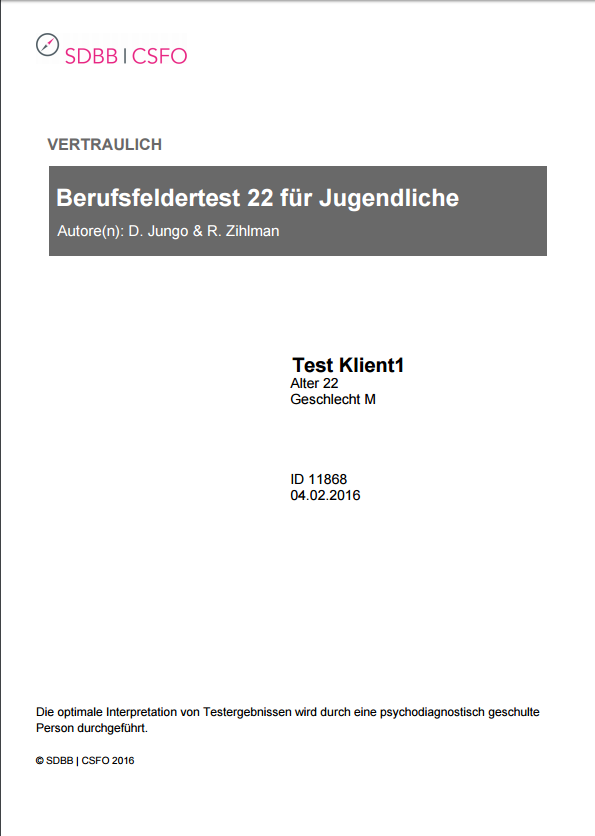 SDBB | CSFO
VERTRAULICH
Berufsfeldertest 22 für Jugendliche
Autore(n): D. Jungo & R. Zihlman
Test Klient1
Alter 22
Geschlecht M
ID 11868
04.02.2016
Die optimale Interpretation von Testergebnissen wird durch eine psychodiagnostisch geschulte
Person durchgeführt.
© SDBB | CSFO 2016